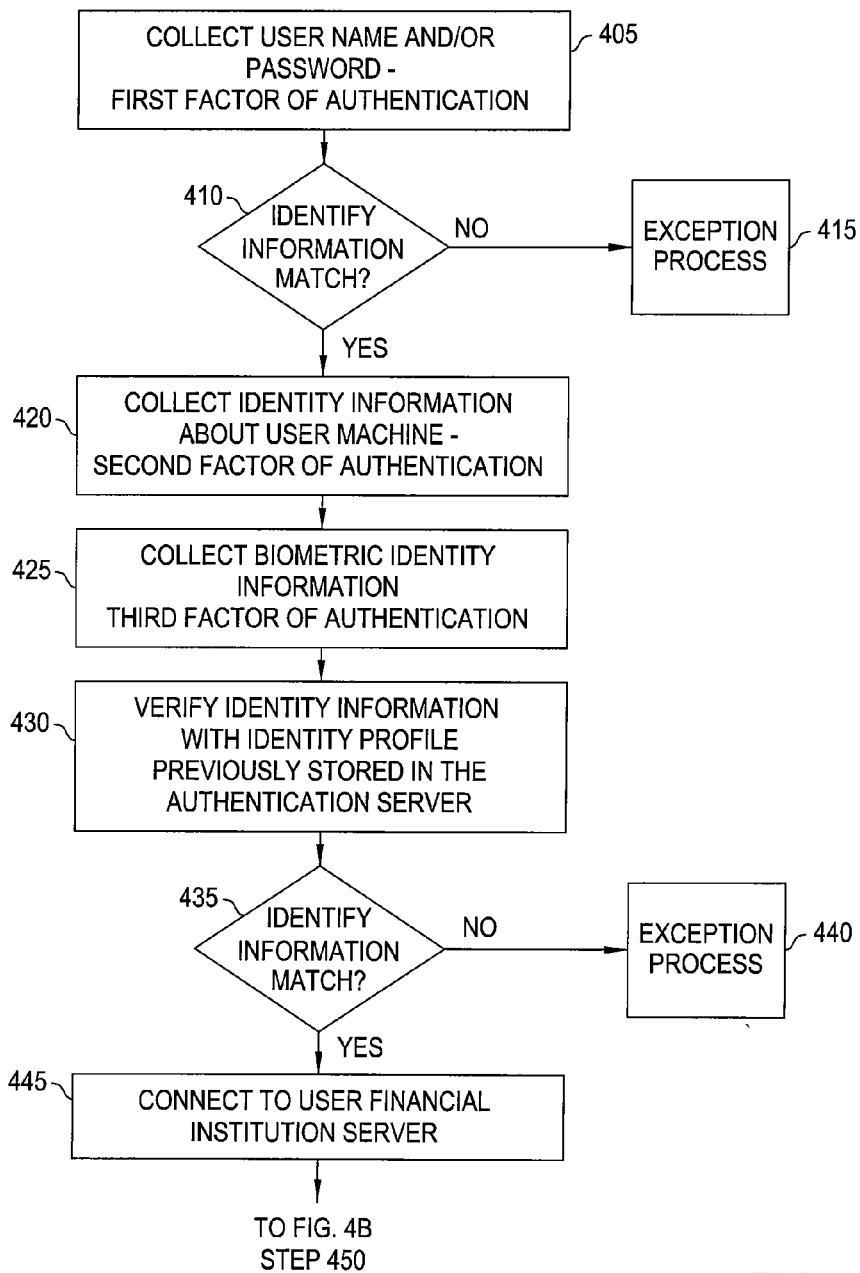 COLLECT USER NAME AND/OR
PASSWORD -
FIRST FACTOR OF AUTHENTICATION
405
410
IDENTIFY
INFORMATION
MATCH?
NO
EXCEPTION
PROCESS
415
YES
420
COLLECT IDENTITY INFORMATION
ABOUT USER MACHINE -
SECOND FACTOR OF AUTHENTICATION
425
COLLECT BIOMETRIC IDENTITY
INFORMATION
THIRD FACTOR OF AUTHENTICATION
430
VERIFY IDENTITY INFORMATION
WITH IDENTITY PROFILE
PREVIOUSLY STORED IN THE
AUTHENTICATION SERVER
435
IDENTIFY
INFORMATION
MATCH?
NO
EXCEPTION
PROCESS
440
YES
445
CONNECT TO USER FINANCIAL
INSTITUTION SERVER
TO FIG. 4B
STEP 450